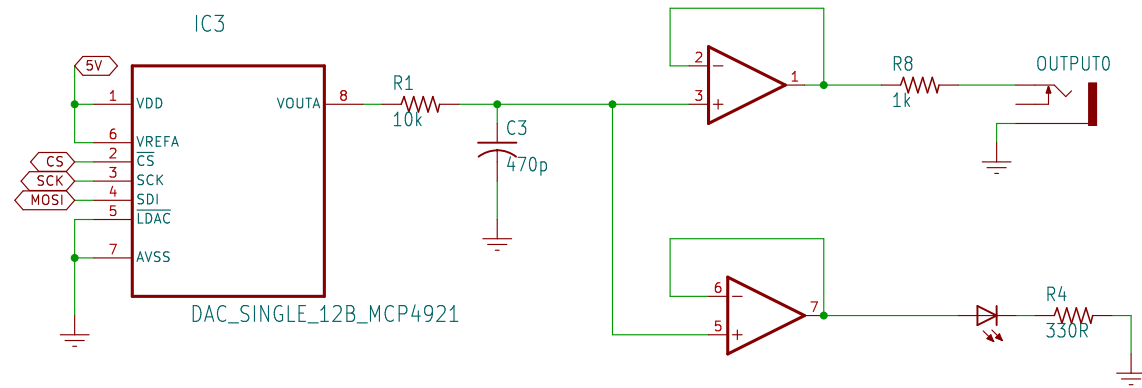 IC3
5V
1 VDD
VOUTA 8
6 VREFA
CS 2 CS
SCK 3 SCK
MOSI 4 SDI
5 LDAC
7 AVSS
DAC_SINGLE_12B_MCP4921
R1
10k
C3
470p
2 −
3 +
1
R8
1k
OUTPUT0
6 −
5 +
7
R4
330R